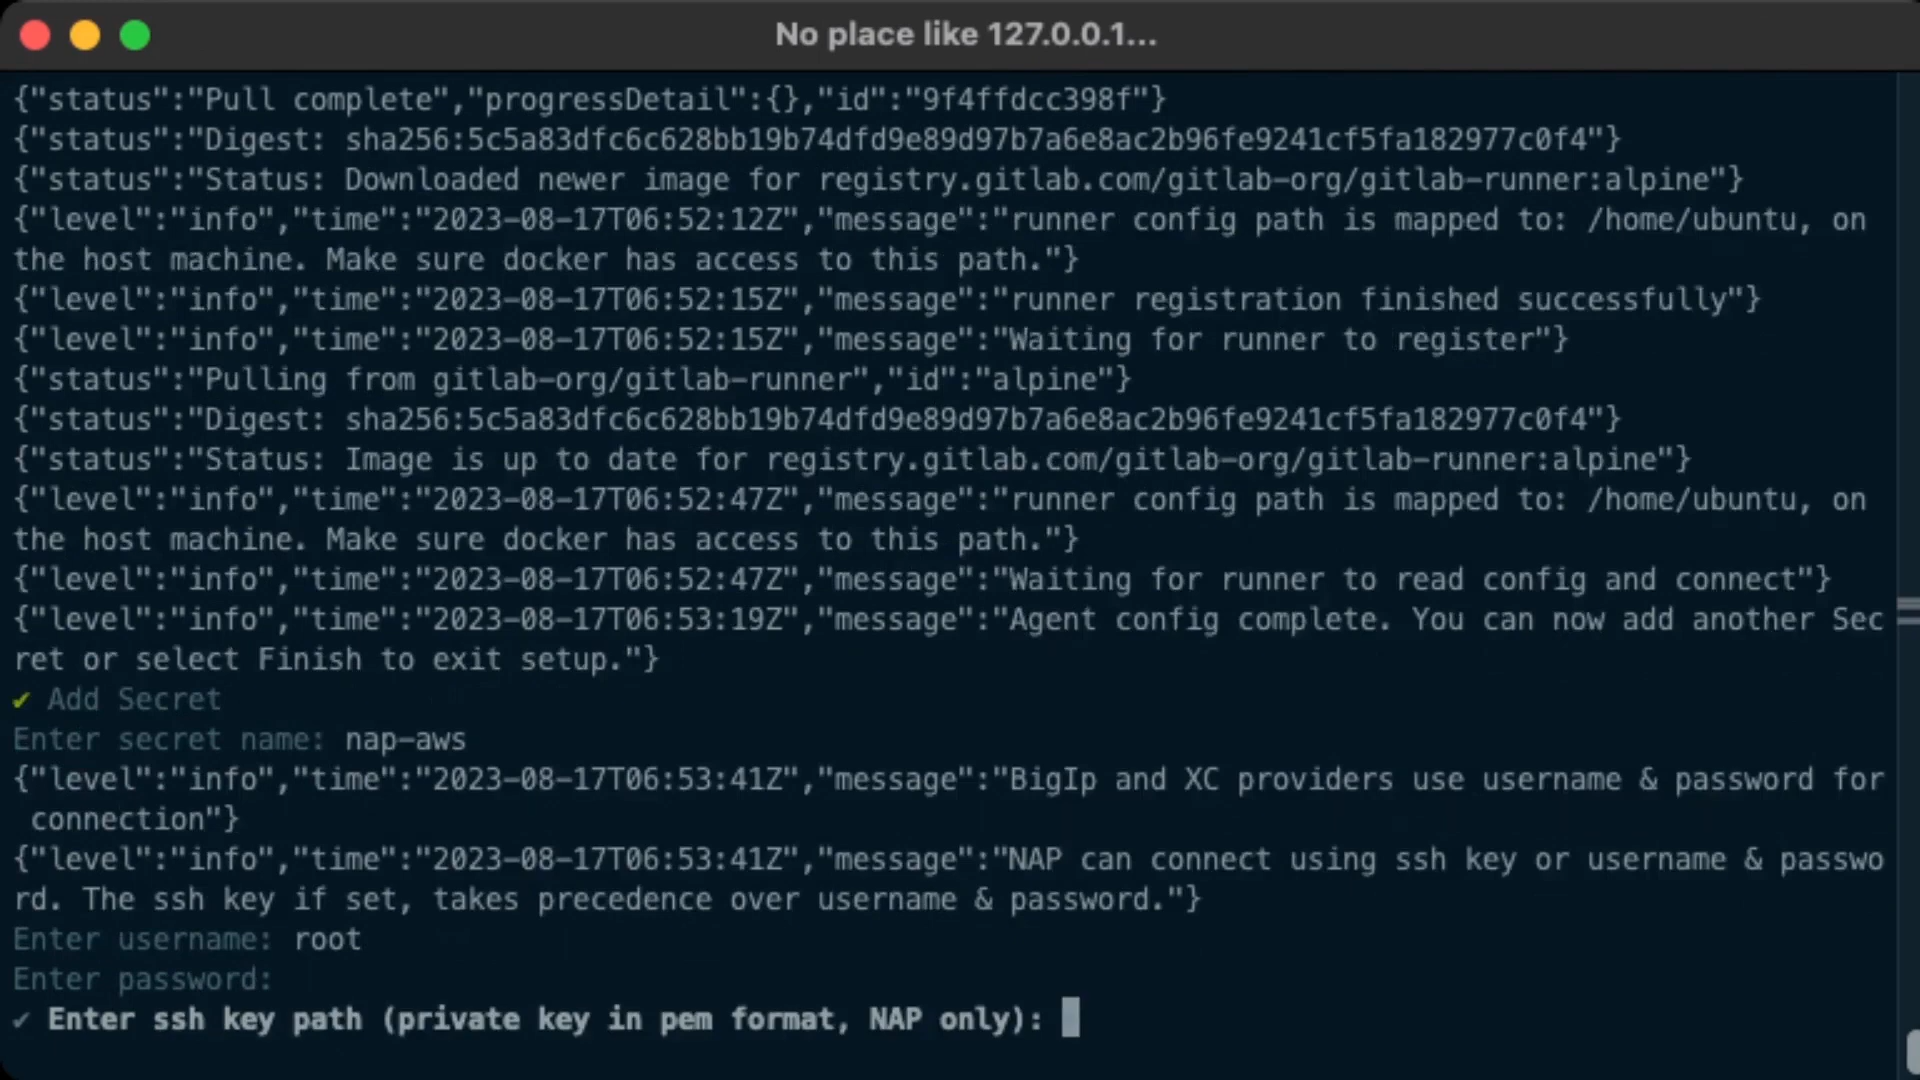 No place like 127.0.0.1...
{"status":"Pull complete","progressDetail":{},"id":"9f4ffdcc398f"}
{"status":"Digest: sha256:5c5a83dfc6c628bb19b74dfd9e89d97b7a6e8ac2b96fe9241cf5fa182977c0f4"}
{"status":"Status: Downloaded newer image for registry.gitlab.com/gitlab-org/gitlab-runner:alpine"}
{"level":"info","time":"2023-08-17T06:52:12Z","message":"runner config path is mapped to: /home/ubuntu, on
the host machine. Make sure docker has access to this path."}
{"level":"info","time":"2023-08-17T06:52:15Z","message":"runner registration finished successfully"}
{"level":"info","time":"2023-08-17T06:52:15Z","message":"Waiting for runner to register"}
{"status":"Pulling from gitlab-org/gitlab-runner","id":"alpine"}
{"status":"Digest: sha256:5c5a83dfc6c628bb19b74dfd9e89d97b7a6e8ac2b96fe9241cf5fa182977c0f4"}
{"status":"Status: Image is up to date for registry.gitlab.com/gitlab-org/gitlab-runner:alpine"}
{"level":"info","time":"2023-08-17T06:52:47Z","message":"runner config path is mapped to: /home/ubuntu, on
the host machine. Make sure docker has access to this path."}
{"level":"info","time":"2023-08-17T06:52:47Z","message":"Waiting for runner to read config and connect"}
{"level":"info","time":"2023-08-17T06:53:19Z","message":"Agent config complete. You can now add another Sec
ret or select Finish to exit setup."}
✔ Add Secret
Enter secret name: nap-aws
{"level":"info","time":"2023-08-17T06:53:41Z","message":"BigIp and XC providers use username & password for
 connection"}
{"level":"info","time":"2023-08-17T06:53:41Z","message":"NAP can connect using ssh key or username & passwo
rd. The ssh key if set, takes precedence over username & password."}
Enter username: root
Enter password:
✔ Enter ssh key path (private key in pem format, NAP only):